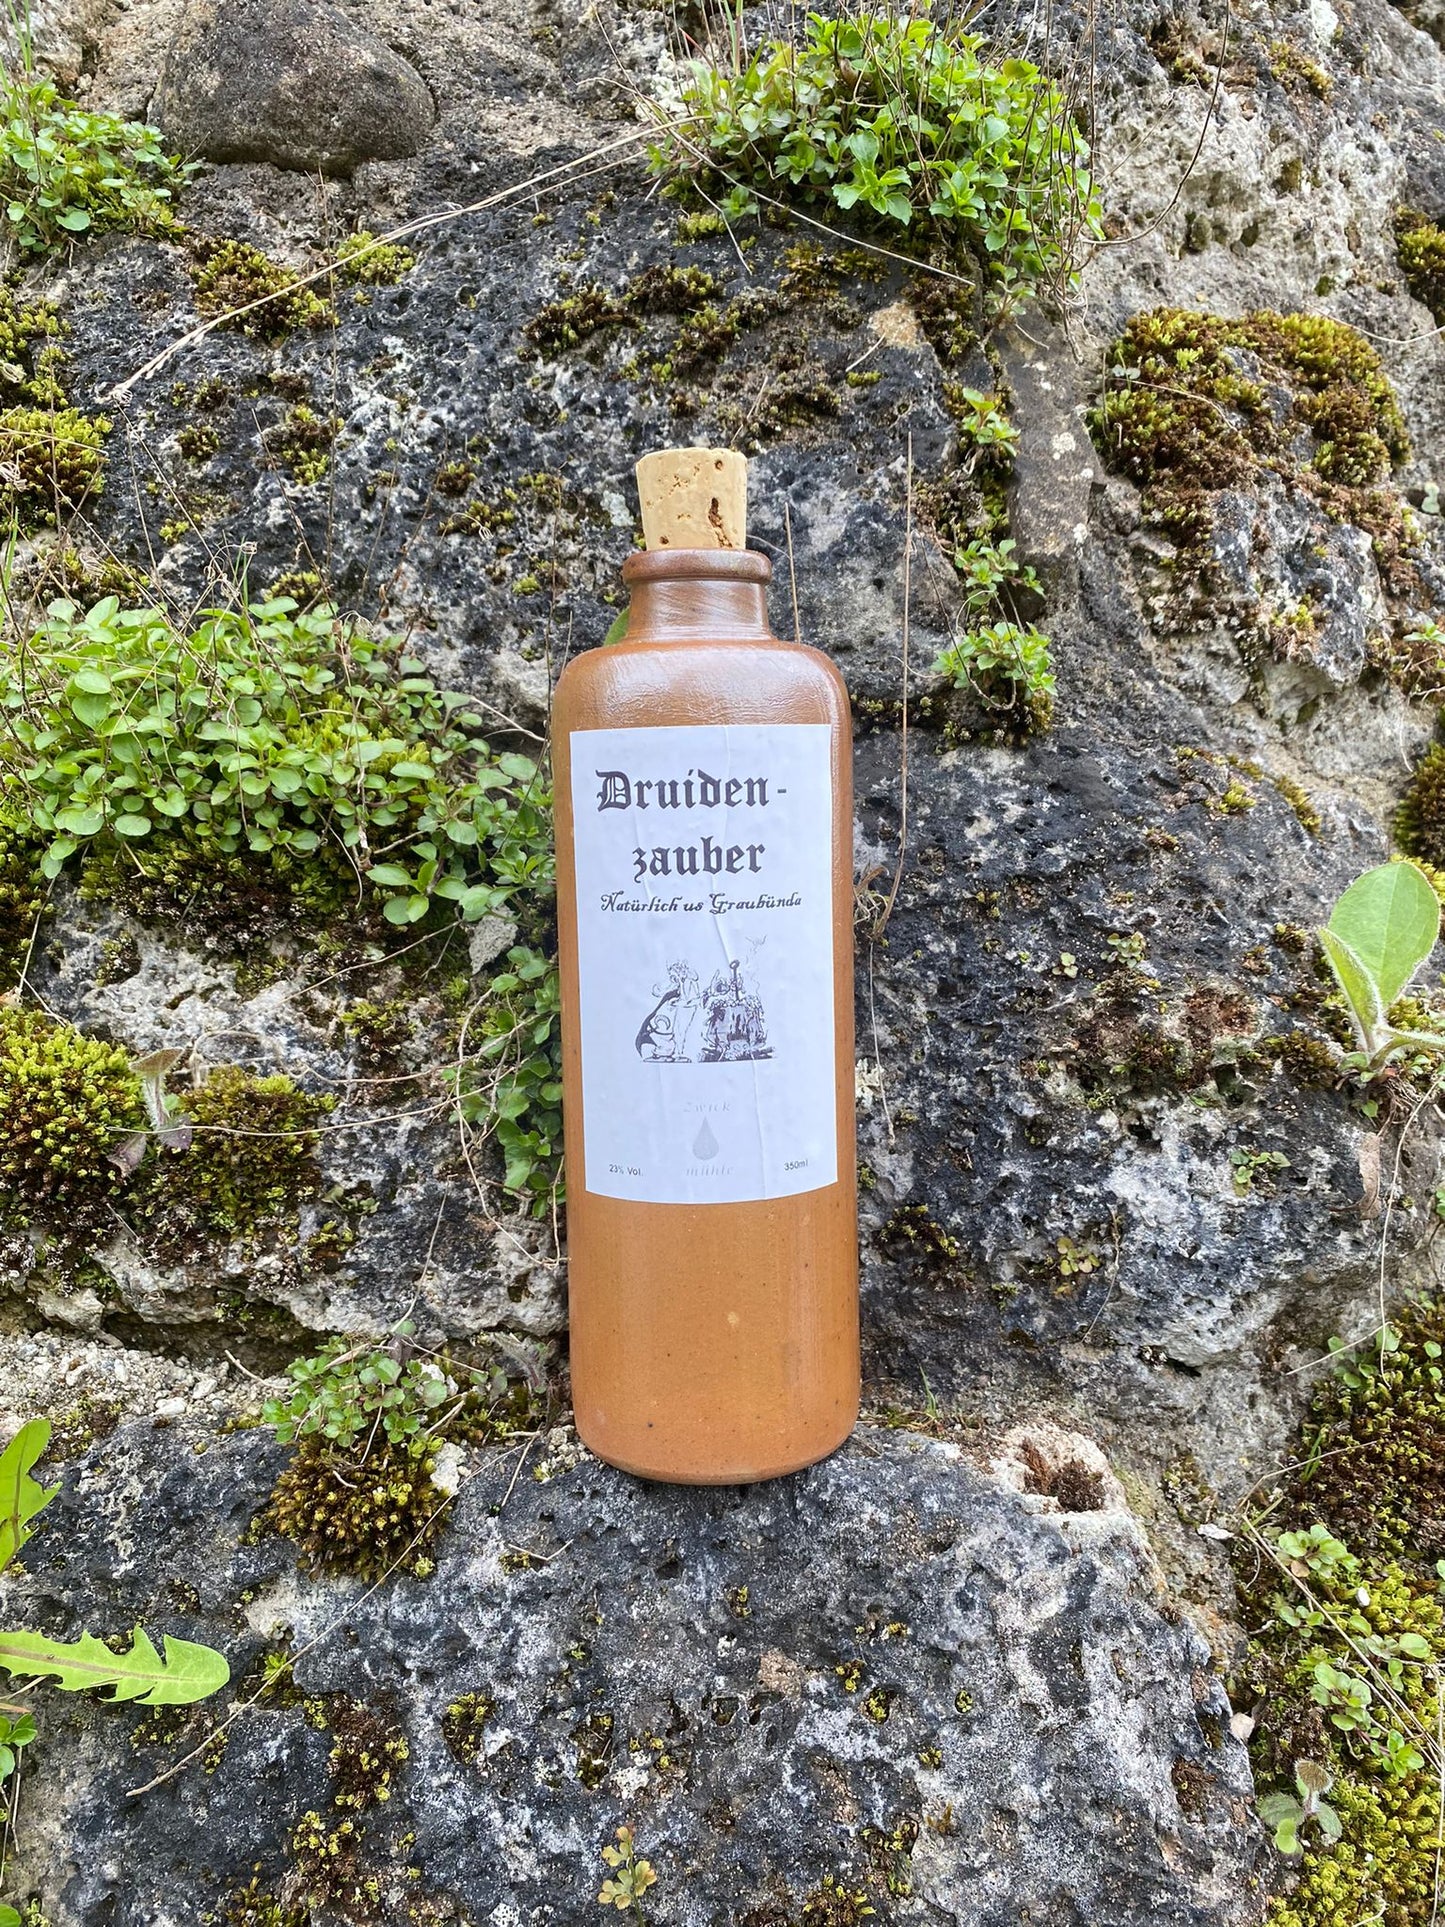 Druiden-
zauber
Natürlich us Graubünda
zwick
mühle
23% Vol.
350ml